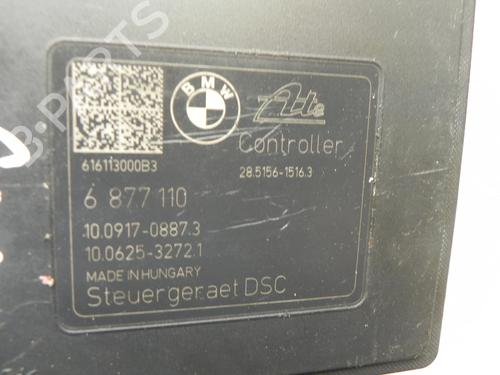 BMW
Ate
Controller
616113000B3
28.5156-1516.3
6 877 110
10.0917-0887.3
10.0625-3272.1
MADE IN HUNGARY
Steuergeraet DSC
B-PARTS